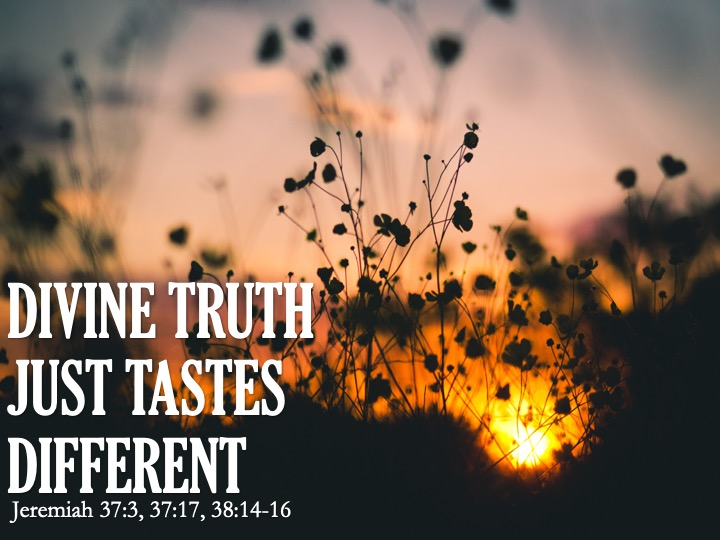 DIVINE TRUTH
JUST TASTES
DIFFERENT
Jeremiah 37:3, 37:17, 38:14-16